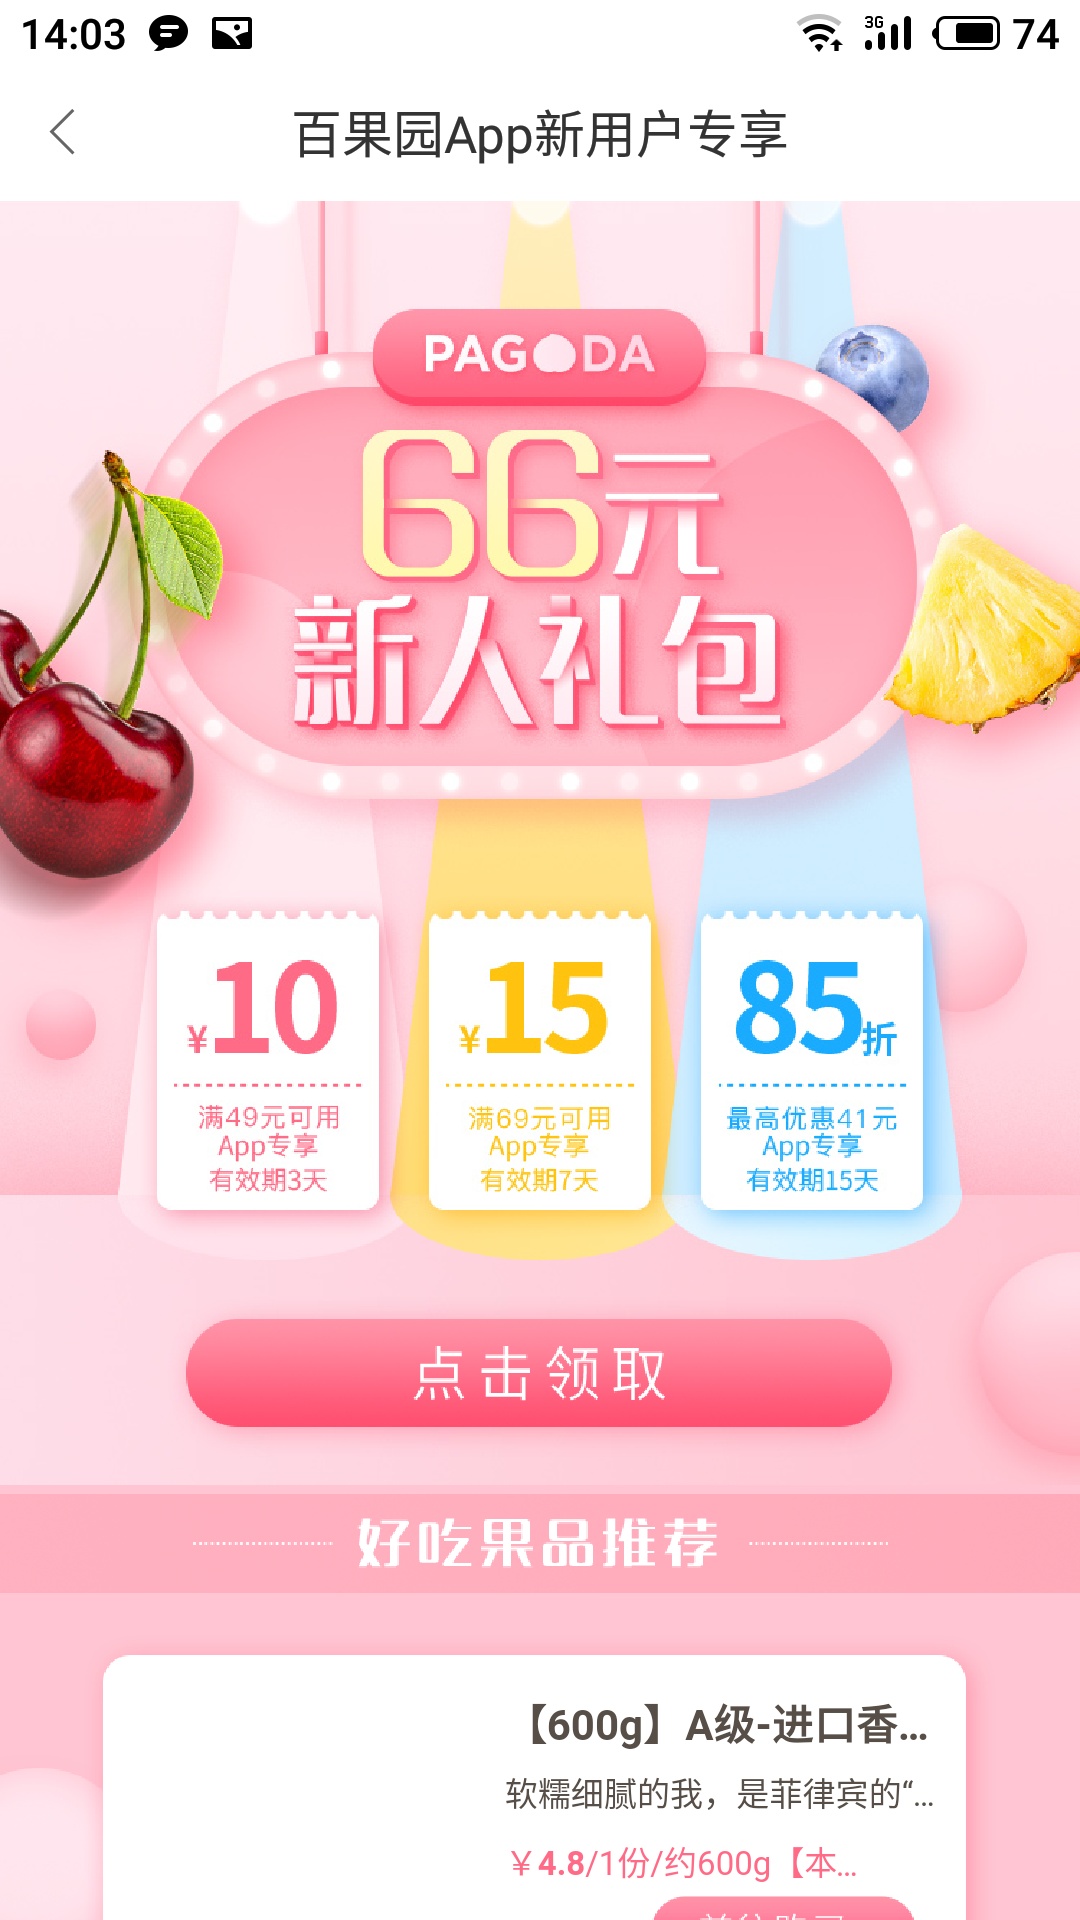 14:03
3G
74
百果园App新用户专享
PAGODA
66元
新人礼包
¥10
满49元可用
App专享
有效期3天
¥15
满69元可用
App专享
有效期7天
85折
最高优惠41元
App专享
有效期15天
点击领取
好吃果品推荐
【600g】A级-进口香...
软糯细腻的我，是菲律宾的“...
￥4.8/1份/约600g【本...